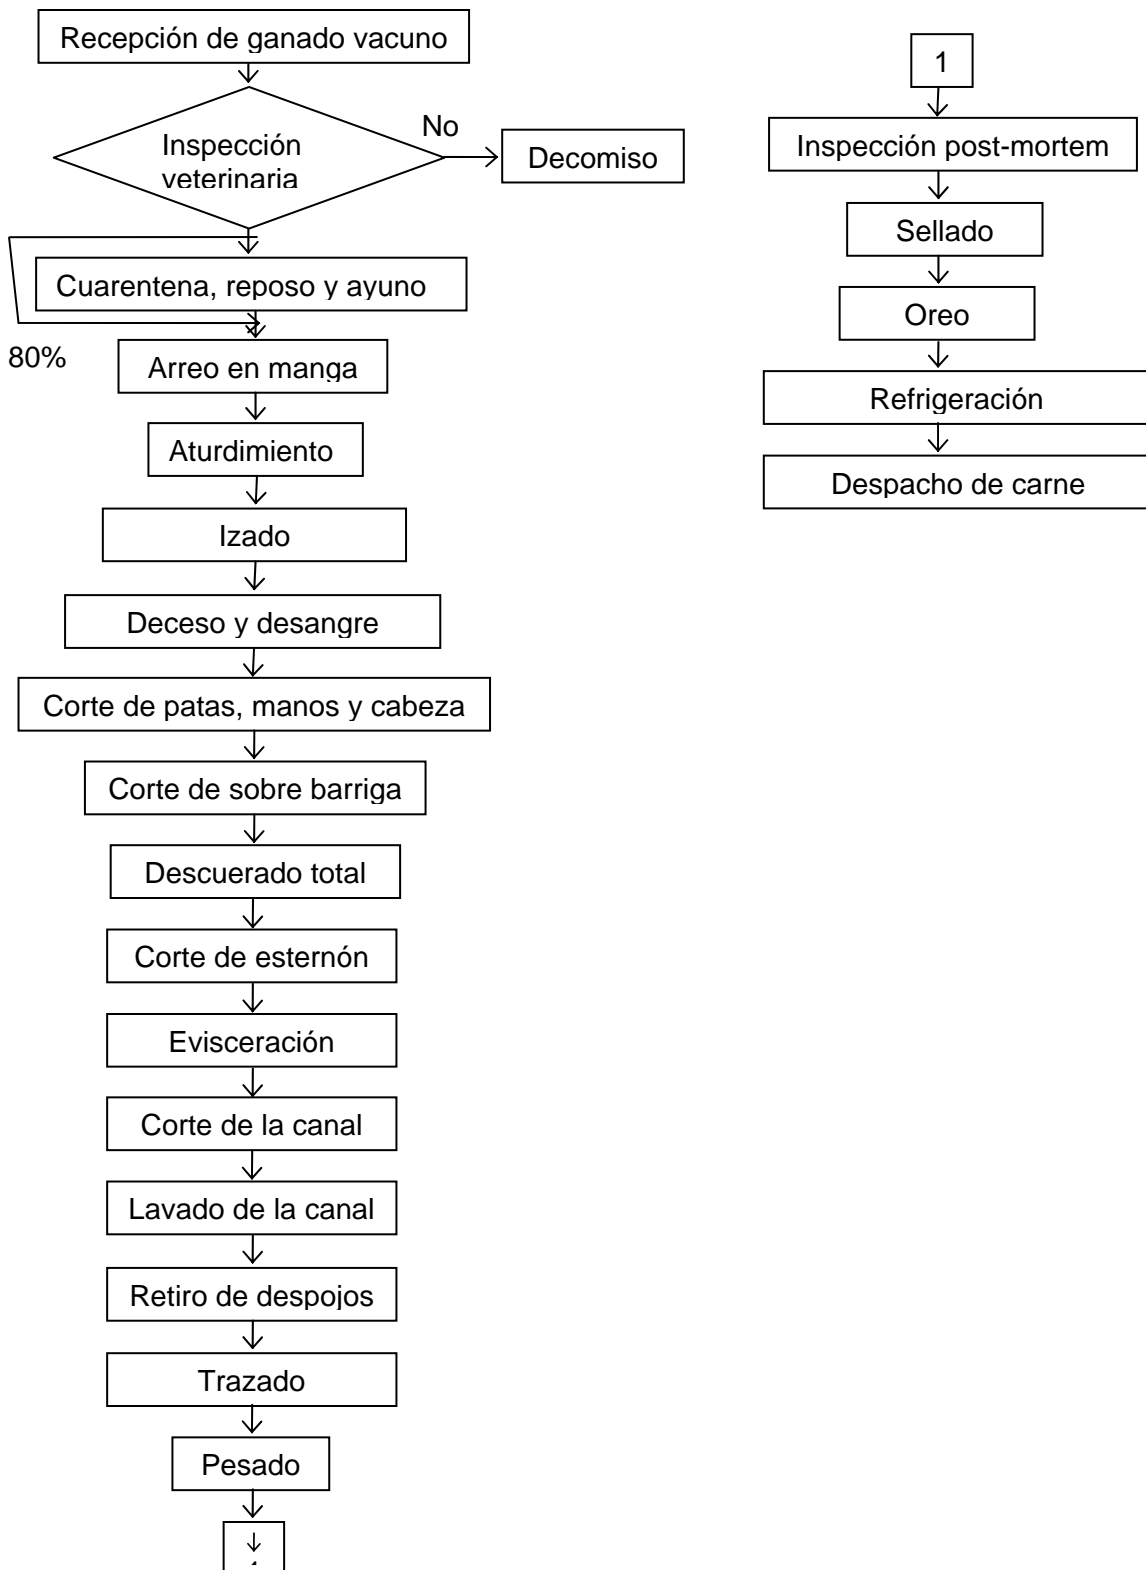 Recepción de ganado vacuno
Inspección
veterinaria
No
Decomiso
Cuarentena, reposo y ayuno
80%
Arreo en manga
Aturdimiento
Izado
Deceso y desangre
Corte de patas, manos y cabeza
Corte de sobre barriga
Descuerado total
Corte de esternón
Evisceración
Corte de la canal
Lavado de la canal
Retiro de despojos
Trazado
Pesado
1
Inspección post-mortem
Sellado
Oreo
Refrigeración
Despacho de carne